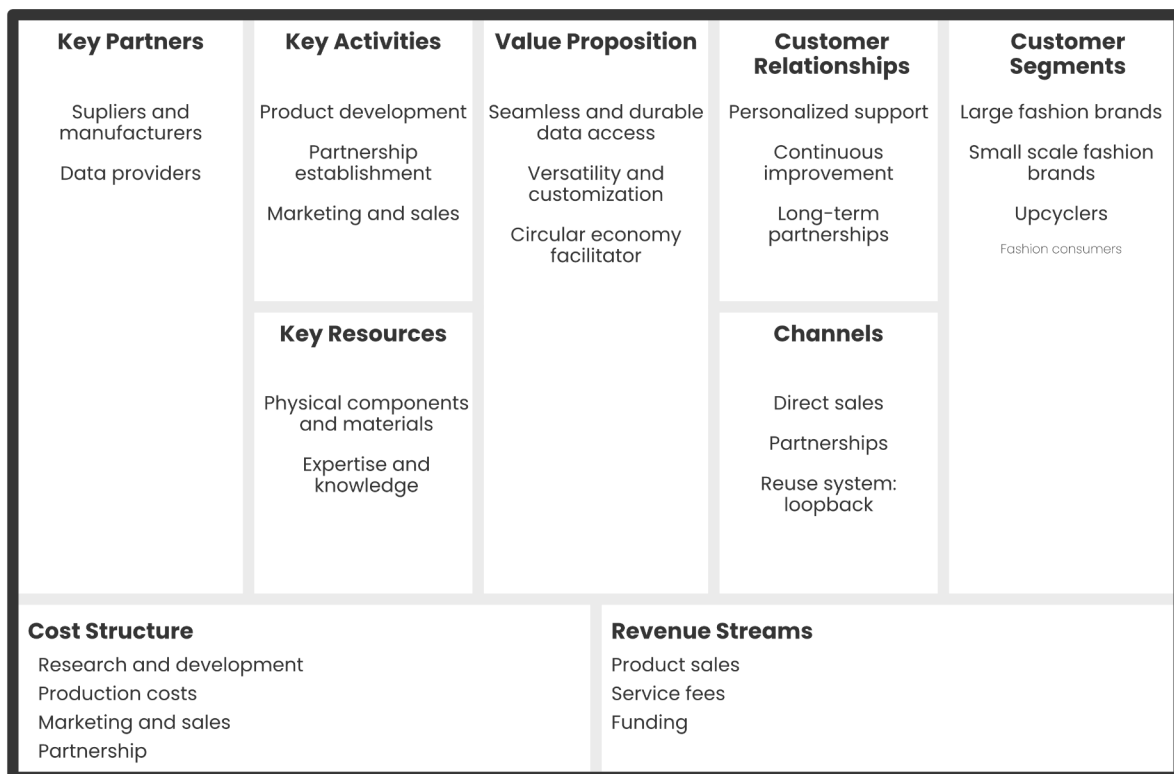 Key Partners
Supliers and
manufacturers
Data providers
Key Activities
Product development
Partnership
establishment
Marketing and sales
Key Resources
Physical components
and materials
Expertise and
knowledge
Value Proposition
Seamless and durable
data access
Versatility and
customization
Circular economy
facilitator
Customer
Relationships
Personalized support
Continuous
improvement
Long-term
partnerships
Channels
Direct sales
Partnerships
Reuse system:
loopback
Customer
Segments
Large fashion brands
Small scale fashion
brands
Upcyclers
Fashion consumers
Cost Structure
Research and development
Production costs
Marketing and sales
Partnership
Revenue Streams
Product sales
Service fees
Funding